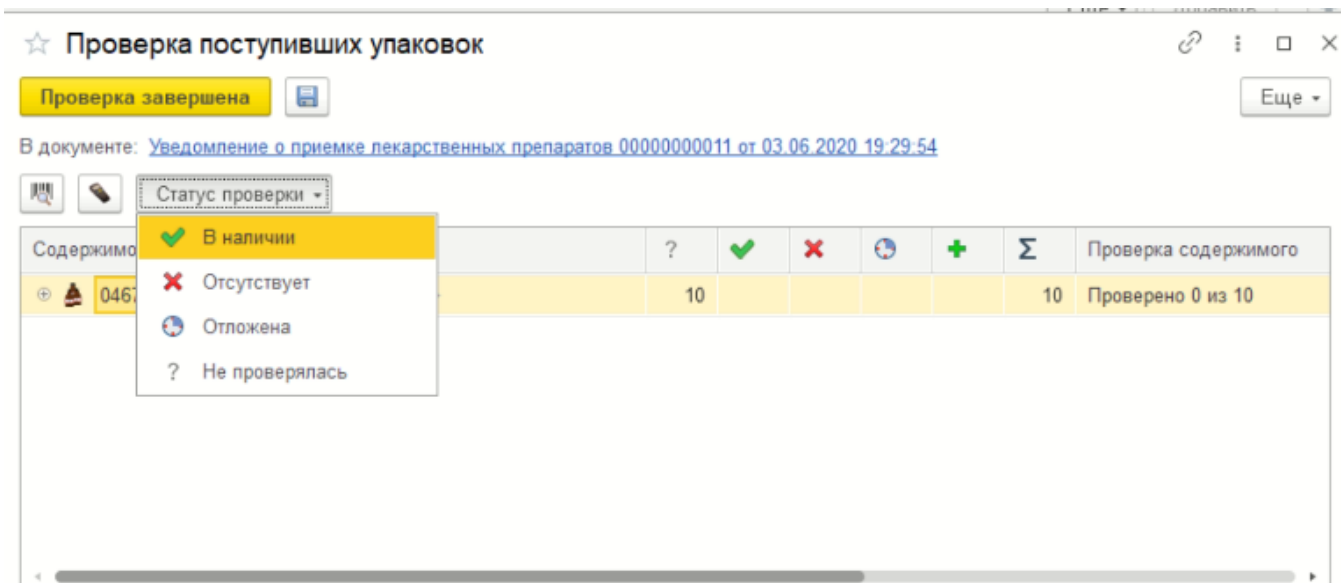 Проверка поступивших упаковок
Проверка завершена
Еще
В документе: Уведомление о приемке лекарственных препаратов 00000000011 от 03.06.2020 19:29:54
Статус проверки
В наличии
Отсутствует
Отложена
? Не проверялась
Содержимо ? Σ Проверка содержимого
046 10 10 Проверено 0 из 10